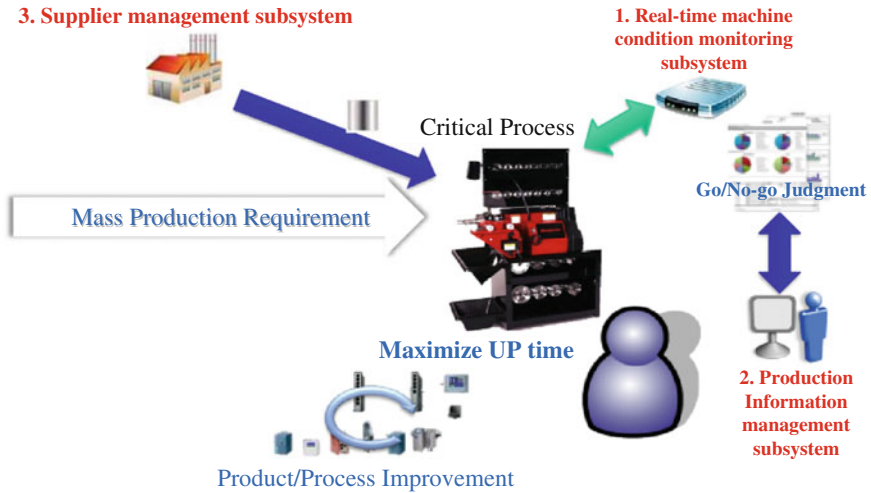 3. Supplier management subsystem
1. Real-time machine
condition monitoring
subsystem
Critical Process
Go/No-go Judgment
Mass Production Requirement
Maximize UP time
2. Production
Information
management
subsystem
Product/Process Improvement